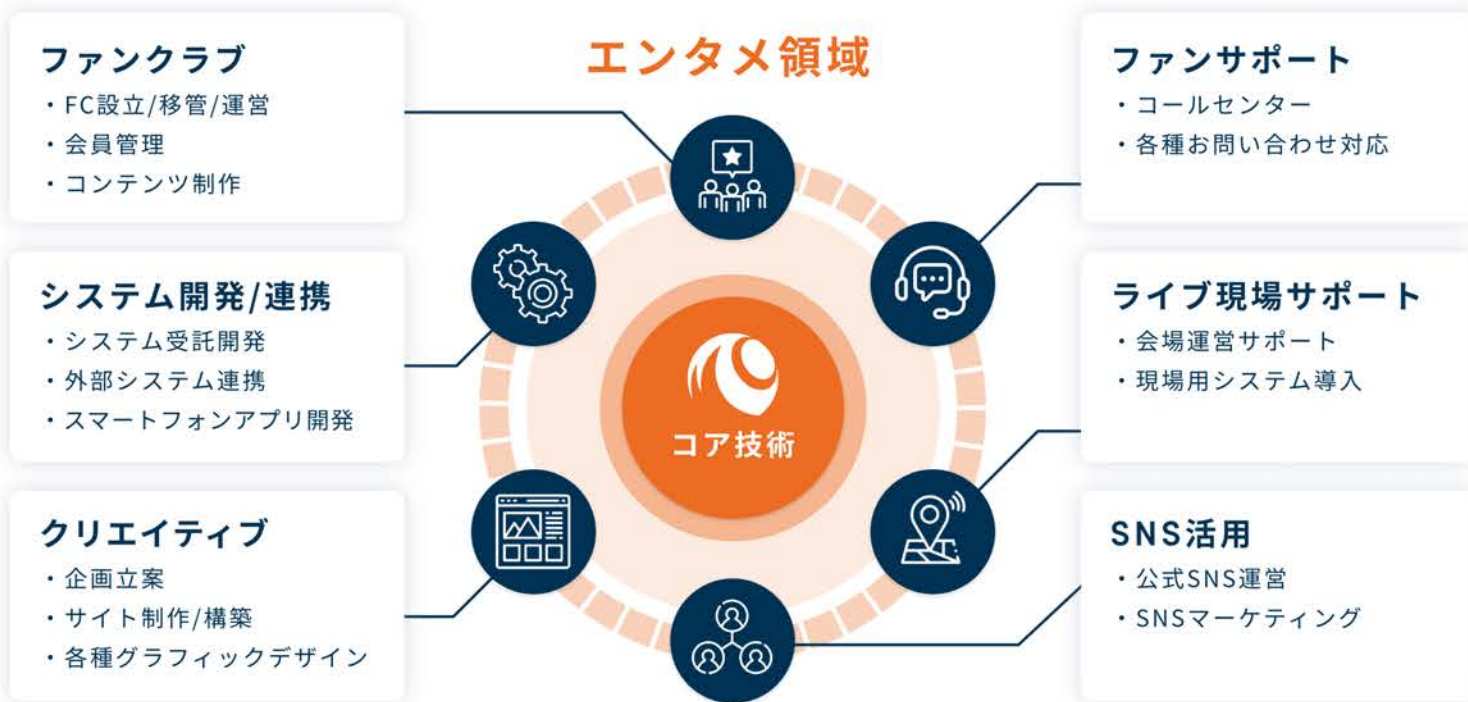 エンタメ領域
ファンクラブ
・FC設立/移管/運営
・会員管理
・コンテンツ制作
システム開発/連携
・システム受託開発
・外部システム連携
・スマートフォンアプリ開発
クリエイティブ
・企画立案
・サイト制作/構築
・各種グラフィックデザイン
コア技術
ファンサポート
・コールセンター
・各種お問い合わせ対応
ライブ現場サポート
・会場運営サポート
・現場用システム導入
SNS活用
・公式SNS運営
・SNSマーケティング